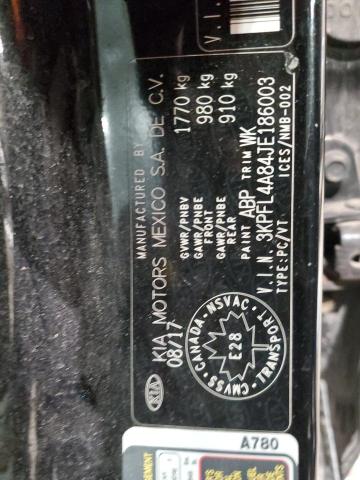 V.I.N.
MANUFACTURED BY
KIA MOTORS MEXICO S.A. DE C.V.
08/17
GVWR/PNBV 1770 kg
GAWR/PNBE FRONT 980 kg
GAWR/PNBE REAR 910 kg
PAINT ABP TRIM WK
V.I.N. 3KPFL4A84JE186003
TYPE:PC/VT ICES/NMB-002
KIA
CMVSS · CANADA · NSVAC · TRANSPORT
E28
A780